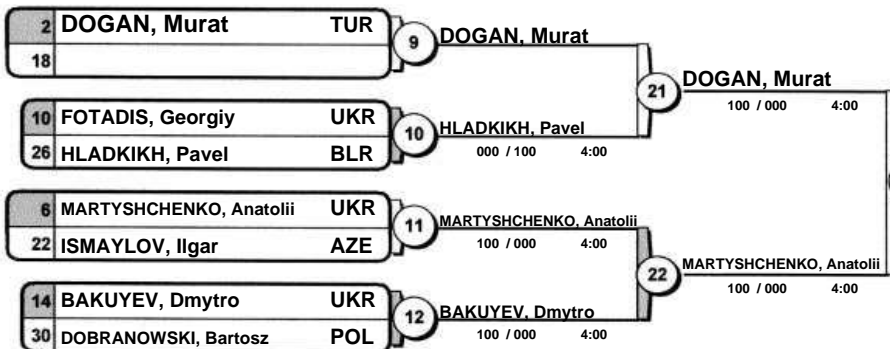 2 DOGAN, Murat TUR
18
9 DOGAN, Murat
10 FOTADIS, Georgiy UKR
26 HLADKIKH, Pavel BLR
10 HLADKIKH, Pavel
000 / 100 4:00
21 DOGAN, Murat
100 / 000 4:00
6 MARTYSHCHENKO, Anatolii UKR
22 ISMAYLOV, Ilgar AZE
11 MARTYSHCHENKO, Anatolii
100 / 000 4:00
14 BAKUYEV, Dmytro UKR
30 DOBRANOWSKI, Bartosz POL
12 BAKUYEV, Dmytro
100 / 000 4:00
22 MARTYSHCHENKO, Anatolii
100 / 000 4:00